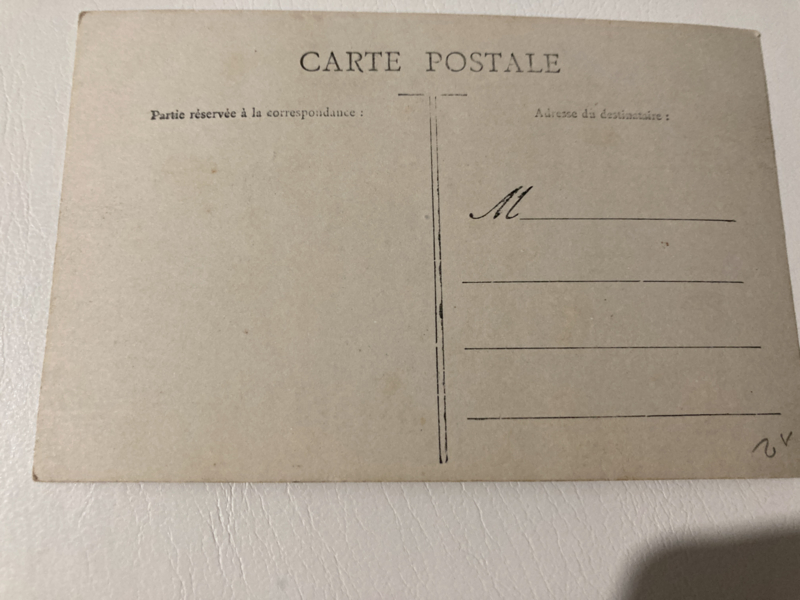 CARTE POSTALE
Partie réservée à la correspondance :
Adresse du destinataire :
M